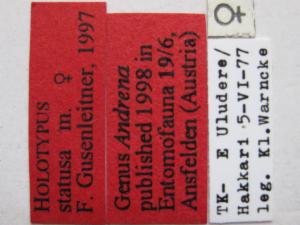 HOLOTYPUS
statusa m. ♀
F. Gusenleitner, 1997
Genus Andrena
published 1998 in
Entomofauna 19/6,
Ansfelden (Austria)
♀
TK- E Uludere/
Hakkari 5-VI-77
leg. Kl.Warncke